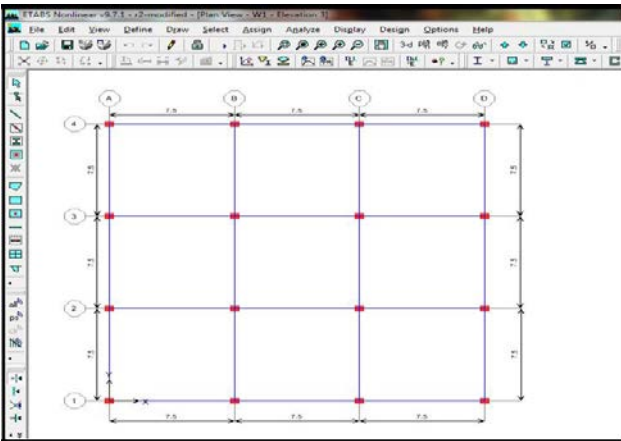 ETABS Nonlinear v9.7.1 - r2-modified - [Plan View - W1 - Elevation 3]
File Edit View Define Draw Select Assign Analyze Display Design Options Help
3-d
A B C D
7.5 7.5 7.5
4
7.5 7.5
3
7.5 7.5
2
7.5 7.5
Y
1 X
7.5 7.5 7.5